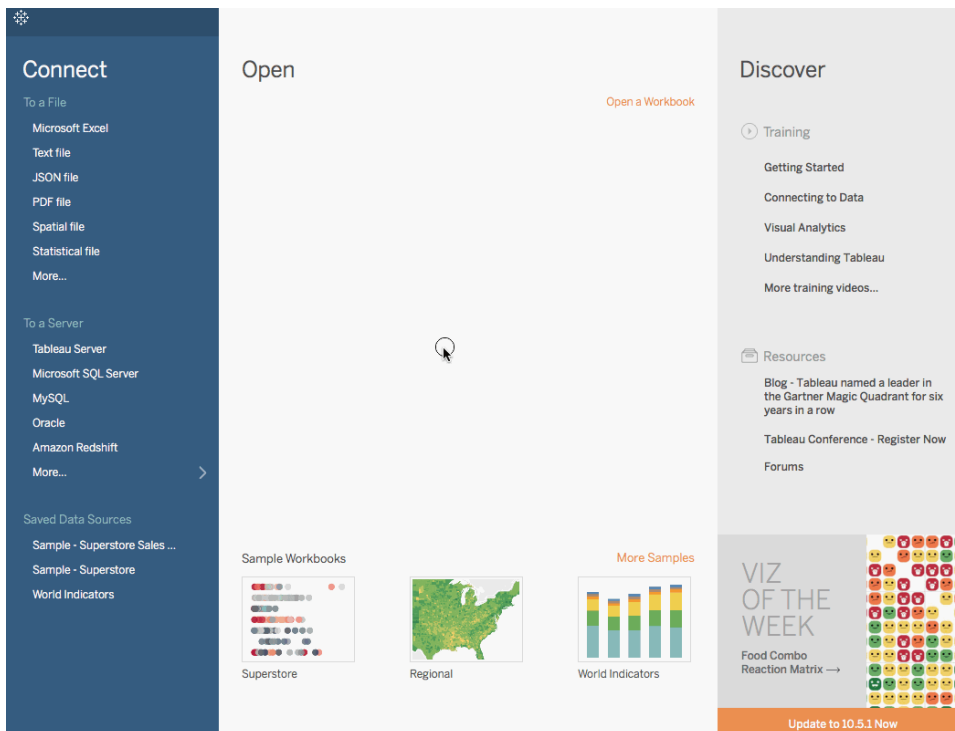 Connect
To a File
Microsoft Excel
Text file
JSON file
PDF file
Spatial file
Statistical file
More...
To a Server
Tableau Server
Microsoft SQL Server
MySQL
Oracle
Amazon Redshift
More...
Saved Data Sources
Sample - Superstore Sales ...
Sample - Superstore
World Indicators
Open
Open a Workbook
Sample Workbooks
More Samples
Superstore
Regional
World Indicators
Discover
Training
Getting Started
Connecting to Data
Visual Analytics
Understanding Tableau
More training videos...
Resources
Blog - Tableau named a leader in
the Gartner Magic Quadrant for six
years in a row
Tableau Conference - Register Now
Forums
VIZ
OF THE
WEEK
Food Combo
Reaction Matrix →
Update to 10.5.1 Now